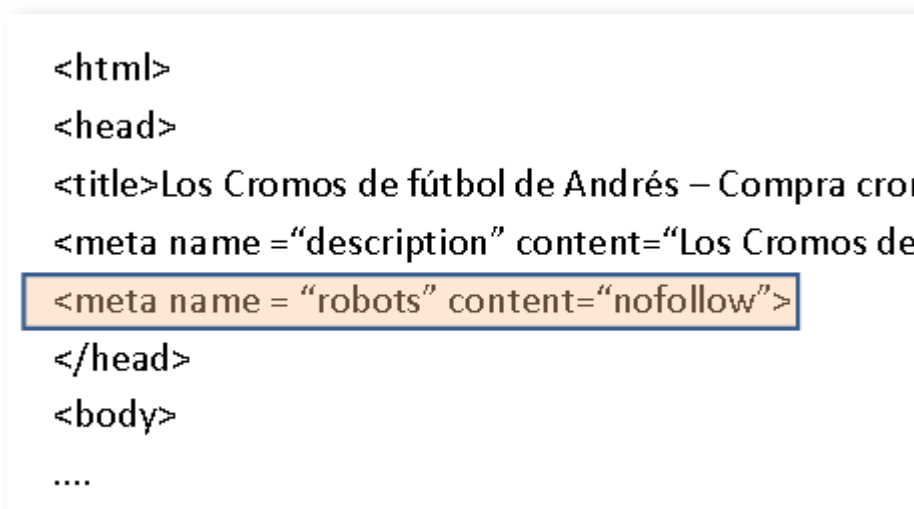 <html>
<head>
<title>Los Cromos de fútbol de Andrés – Compra
<meta name =“description” content=“Los Cromos de
<meta name = “robots” content=“nofollow”>
</head>
<body>
....